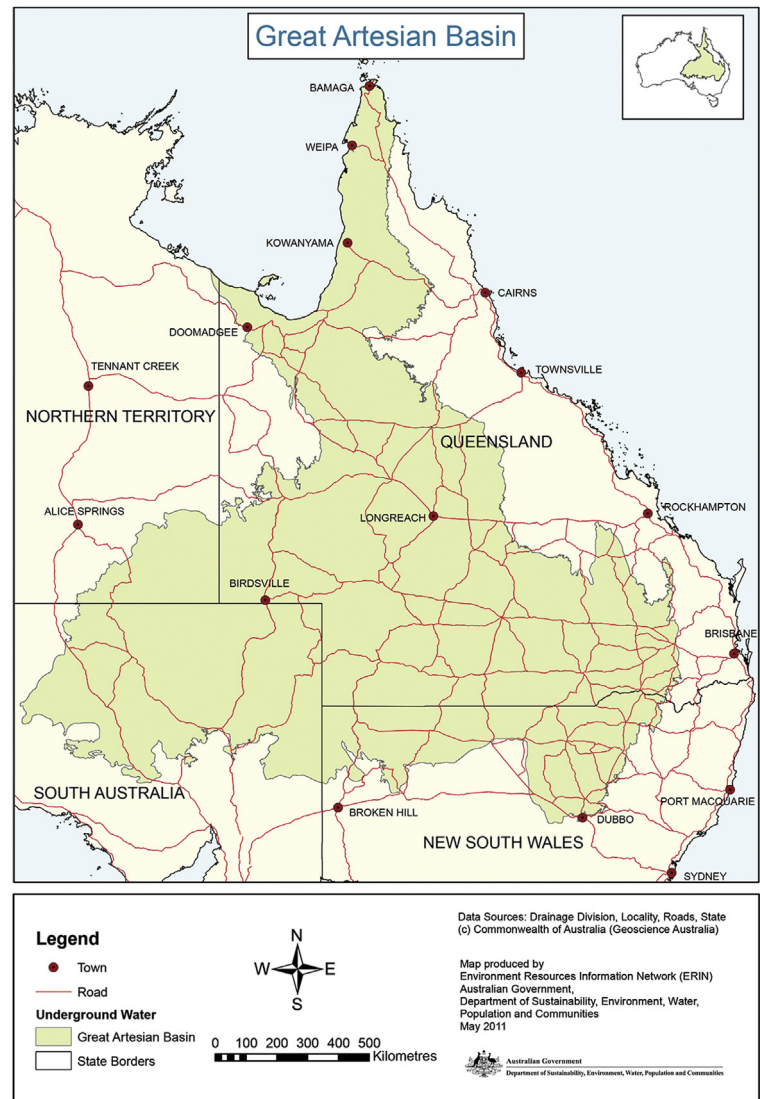 Great Artesian Basin
BAMAGA
WEIPA
KOWANYAMA
CAIRNS
DOOMADGEE
TENNANT CREEK
TOWNSVILLE
NORTHERN TERRITORY
QUEENSLAND
ALICE SPRINGS
LONGREACH
ROCKHAMPTON
BIRDSVILLE
BRISBANE
SOUTH AUSTRALIA
PORT MACQUARIE
BROKEN HILL
DUBBO
NEW SOUTH WALES
SYDNEY
Legend
Town
Road
Underground Water
Great Artesian Basin
State Borders
N
W
E
S
0 100 200 300 400 500
Kilometres
Data Sources: Drainage Division, Locality, Roads, State
(c) Commonwealth of Australia (Geoscience Australia)
Map produced by
Environment Resources Information Network (ERIN)
Australian Government,
Department of Sustainability, Environment, Water,
Population and Communities
May 2011
Australian Government
Department of Sustainability, Environment, Water, Population and Communities